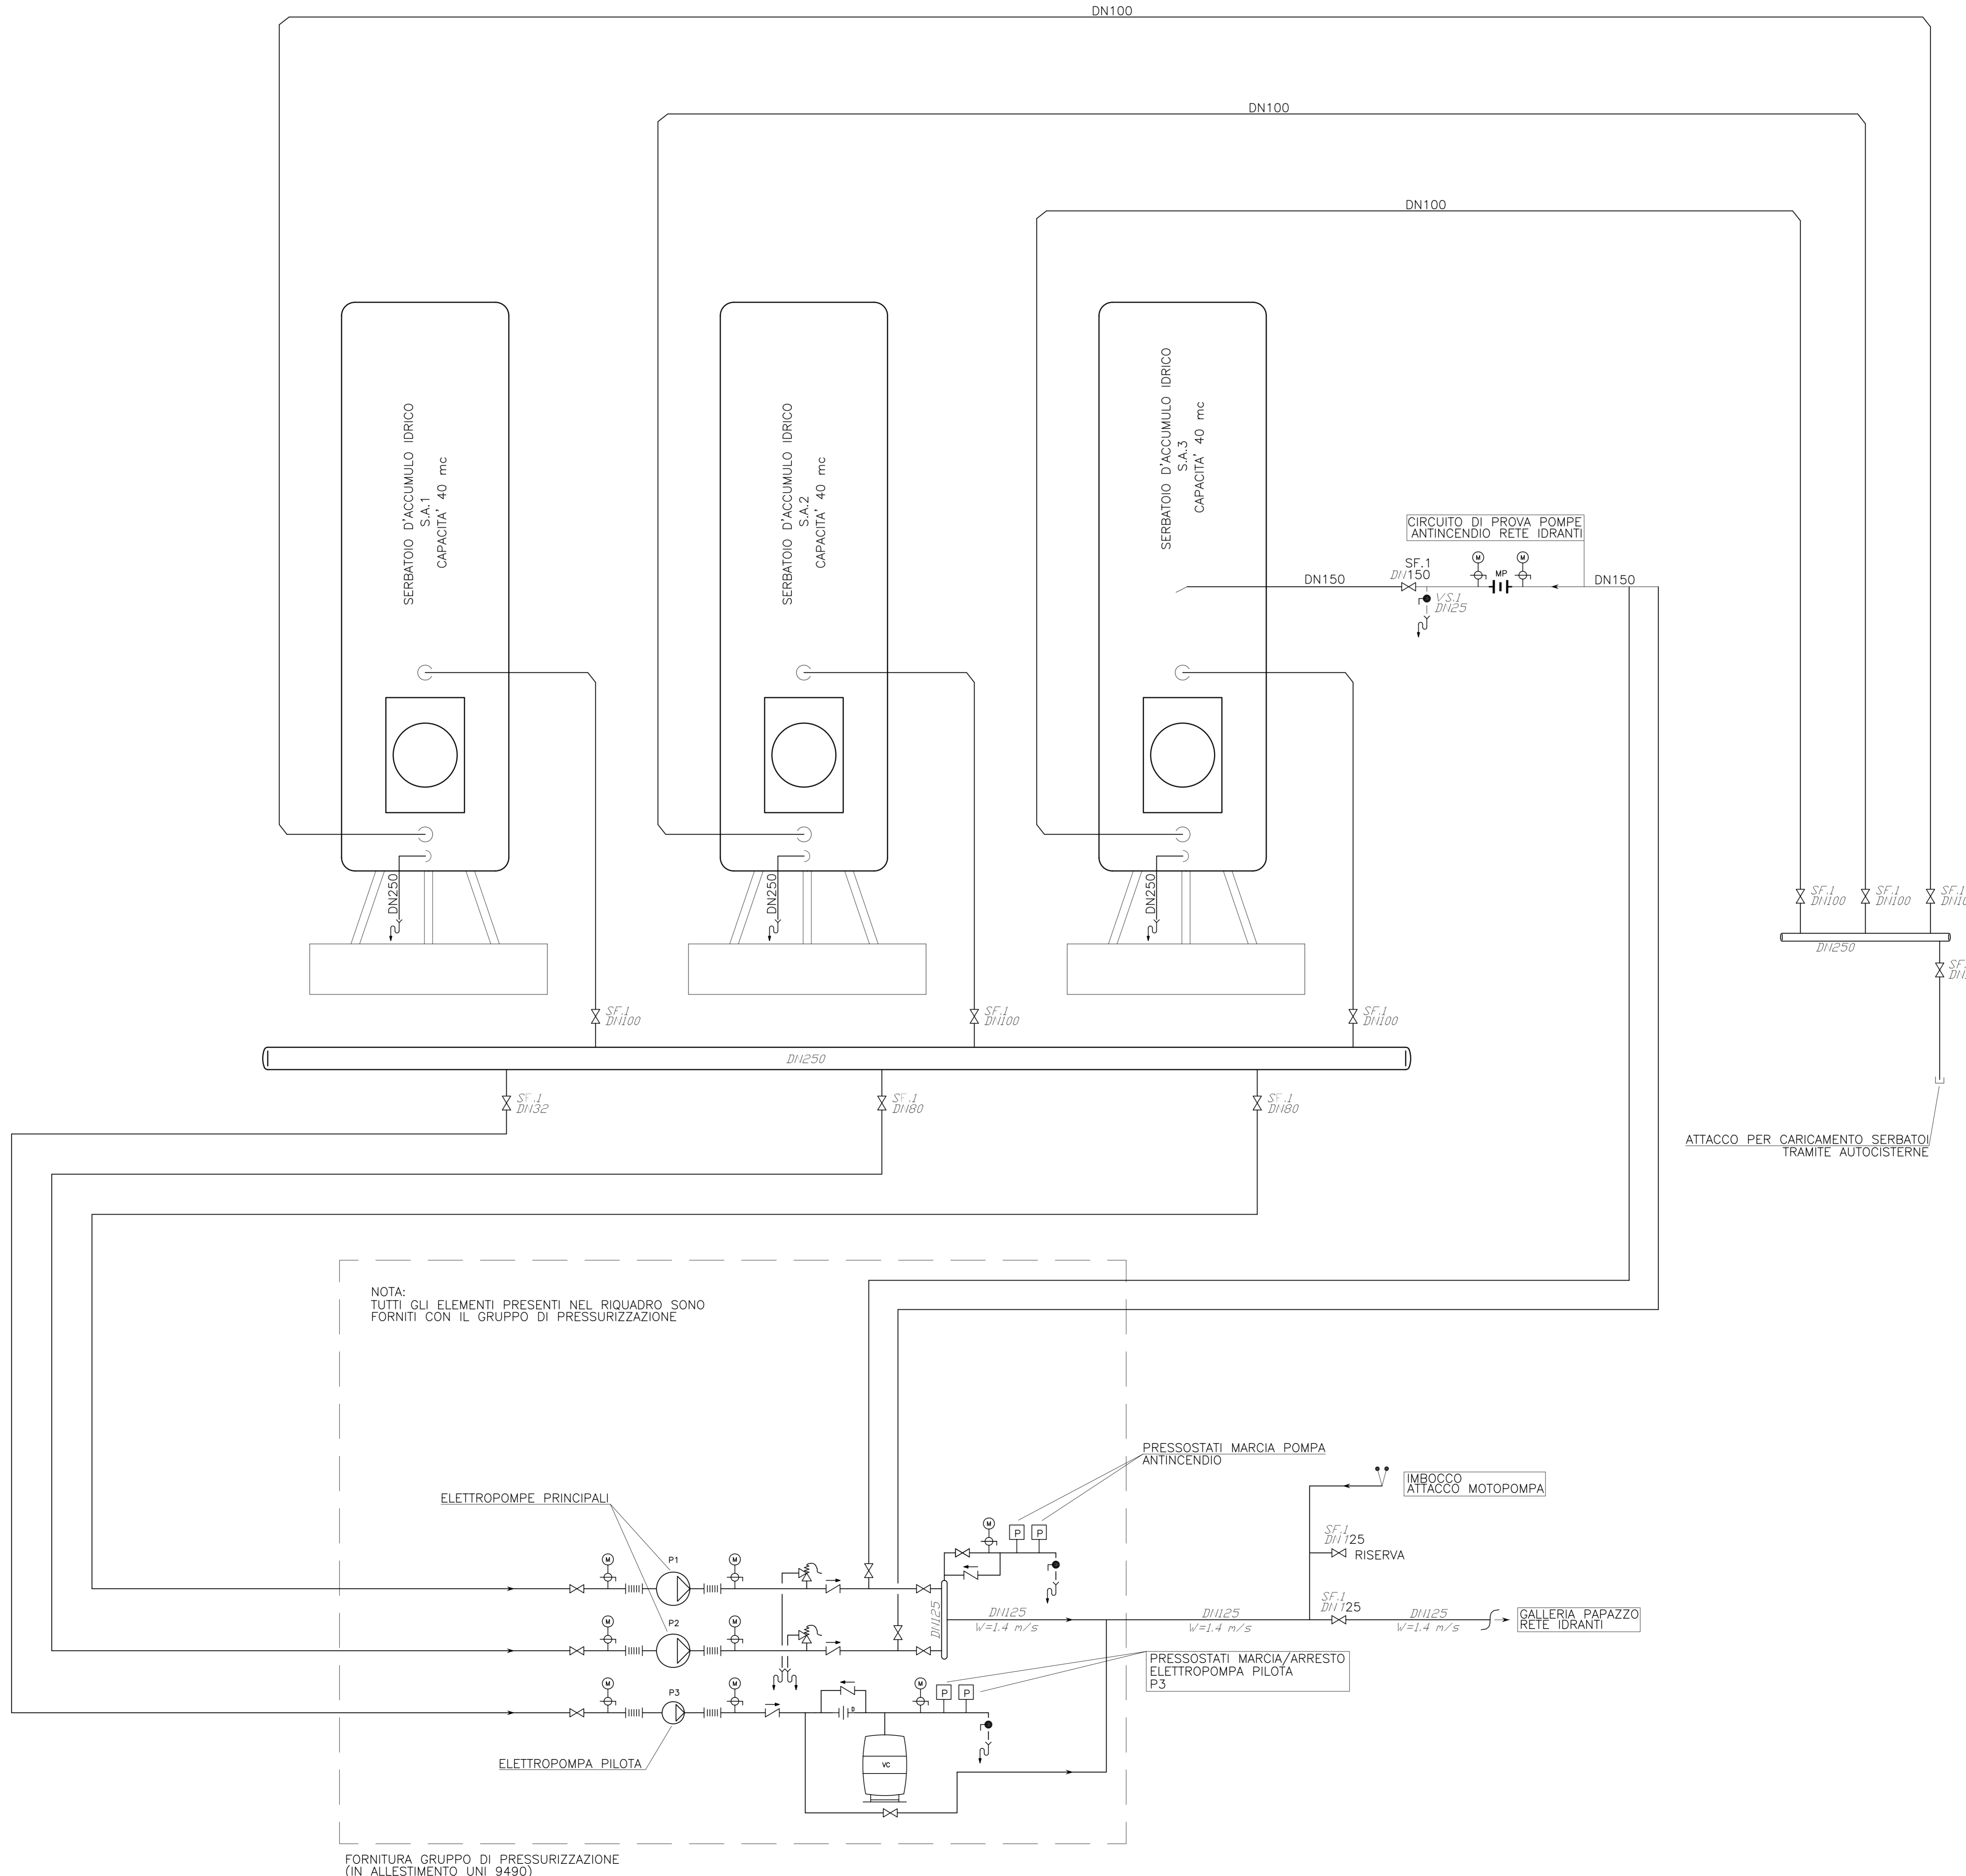 DN100
DN100
DN100
SERBATOIO D'ACCUMULO IDRICO
S.A.1
CAPACITA' 40 mc
SERBATOIO D'ACCUMULO IDRICO
S.A.2
CAPACITA' 40 mc
SERBATOIO D'ACCUMULO IDRICO
S.A.3
CAPACITA' 40 mc
CIRCUITO DI PROVA POMPE
ANTINCENDIO RETE IDRANTI
DN150
SF.1
DN150
M
MP
M
DN150
VS.1
DN25
DN250
DN250
DN250
SF.1
DN100
SF.1
DN100
SF.1
DN250
SF.1
DN100
SF.1
DN100
SF.1
DN100
DN250
SF.1
DN32
SF.1
DN80
SF.1
DN80
ATTACCO PER CARICAMENTO SERBATOI
TRAMITE AUTOCISTERNE
NOTA:
TUTTI GLI ELEMENTI PRESENTI NEL RIQUADRO SONO
FORNITI CON IL GRUPPO DI PRESSURIZZAZIONE
PRESSOSTATI MARCIA POMPA
ANTINCENDIO
IMBOCCO
ATTACCO MOTOPOMPA
ELETTROPOMPE PRINCIPALI
M
P
P
SF.1
DN125
RISERVA
M
P1
M
DN125
DN125
W=1.4 m/s
DN125
W=1.4 m/s
SF.1
DN125
DN125
W=1.4 m/s
GALLERIA PAPAZZO
RETE IDRANTI
M
P2
M
PRESSOSTATI MARCIA/ARRESTO
ELETTROPOMPA PILOTA
P3
M
P3
M
D
M
P
P
VC
ELETTROPOMPA PILOTA
FORNITURA GRUPPO DI PRESSURIZZAZIONE
(IN ALLESTIMENTO UNI 9490)